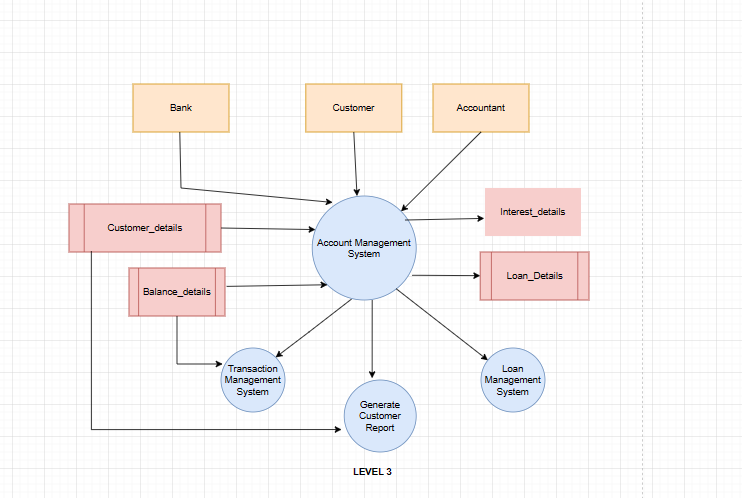 Bank
Customer
Accountant
Customer_details
Interest_details
Account Management
System
Balance_details
Loan_Details
Transaction
Management
System
Generate
Customer
Report
Loan
Management
System
LEVEL 3